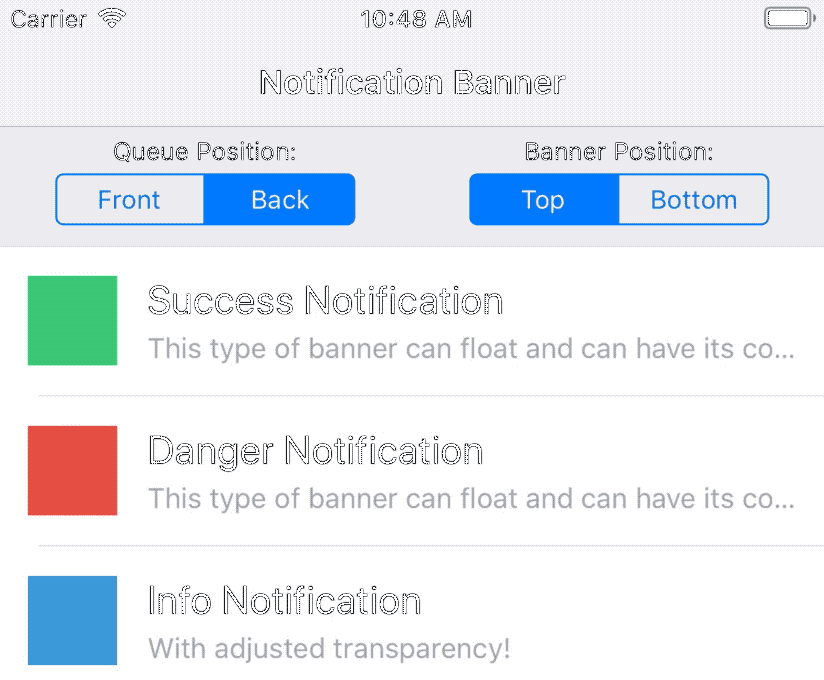 Carrier 10:48 AM
Notification Banner
Queue Position: Banner Position:
Front Back Top Bottom
Success Notification
This type of banner can float and can have its co...
Danger Notification
This type of banner can float and can have its co...
Info Notification
With adjusted transparency!